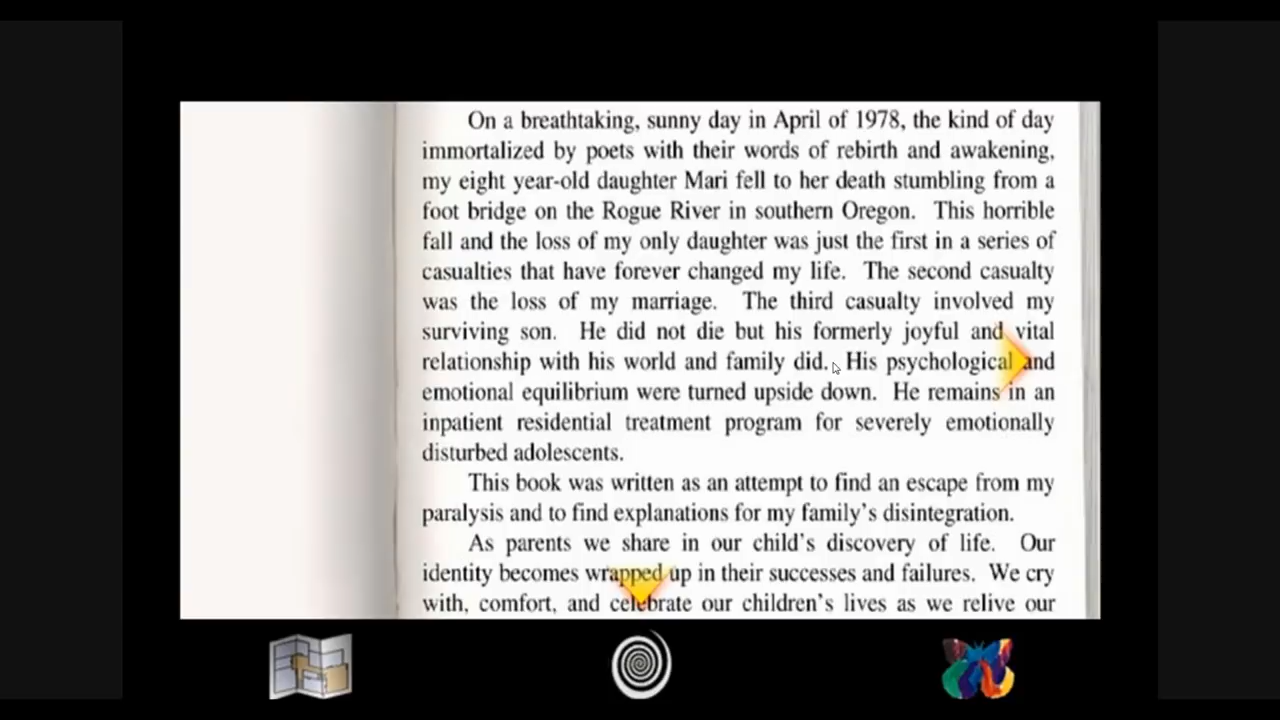 On a breathtaking, sunny day in April of 1978, the kind of day
immortalized by poets with their words of rebirth and awakening,
my eight year-old daughter Mari fell to her death stumbling from a
foot bridge on the Rogue River in southern Oregon. This horrible
fall and the loss of my only daughter was just the first in a series of
casualties that have forever changed my life. The second casualty
was the loss of my marriage. The third casualty involved my
surviving son. He did not die but his formerly joyful and vital
relationship with his world and family did. His psychological and
emotional equilibrium were turned upside down. He remains in an
inpatient residential treatment program for severely emotionally
disturbed adolescents.
This book was written as an attempt to find an escape from my
paralysis and to find explanations for my family's disintegration.
As parents we share in our child's discovery of life. Our
identity becomes wrapped up in their successes and failures. We cry
with, comfort, and celebrate our children's lives as we relive our